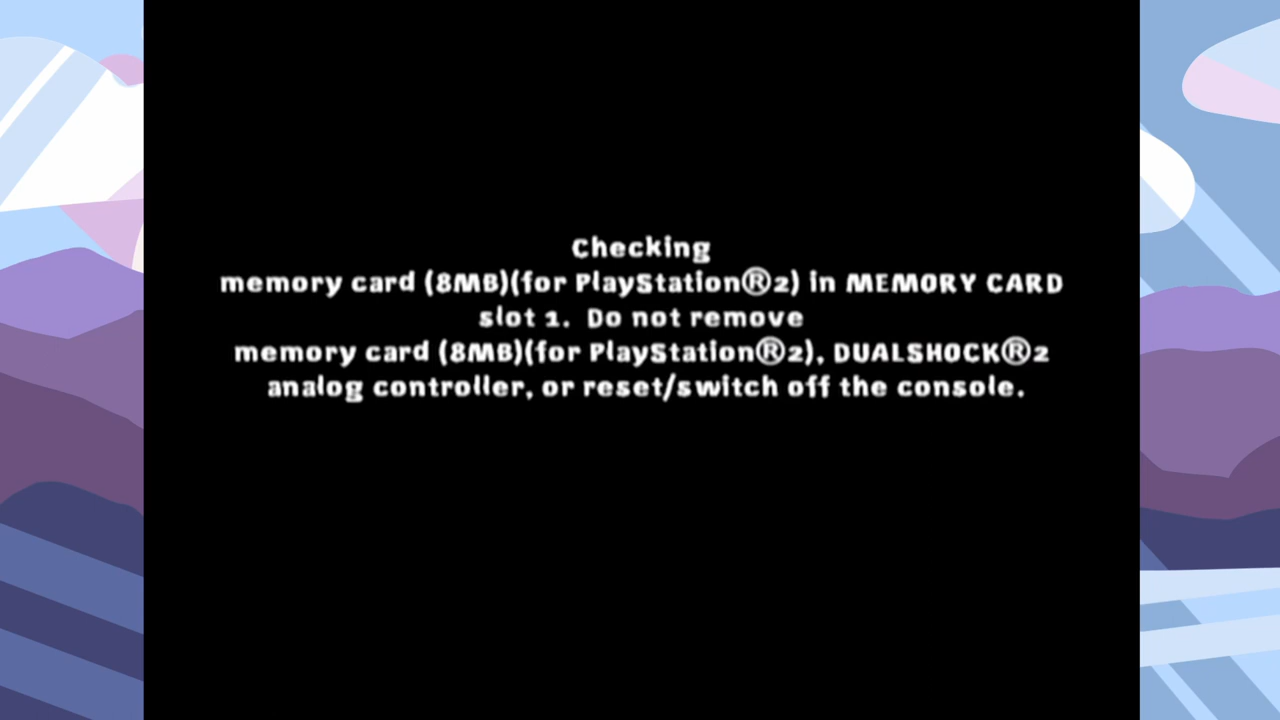 Checking
memory card (8MB)(for PlayStation®2) in MEMORY CARD
slot 1.  Do not remove
memory card (8MB)(for PlayStation®2), DUALSHOCK®2
analog controller, or reset/switch off the console.